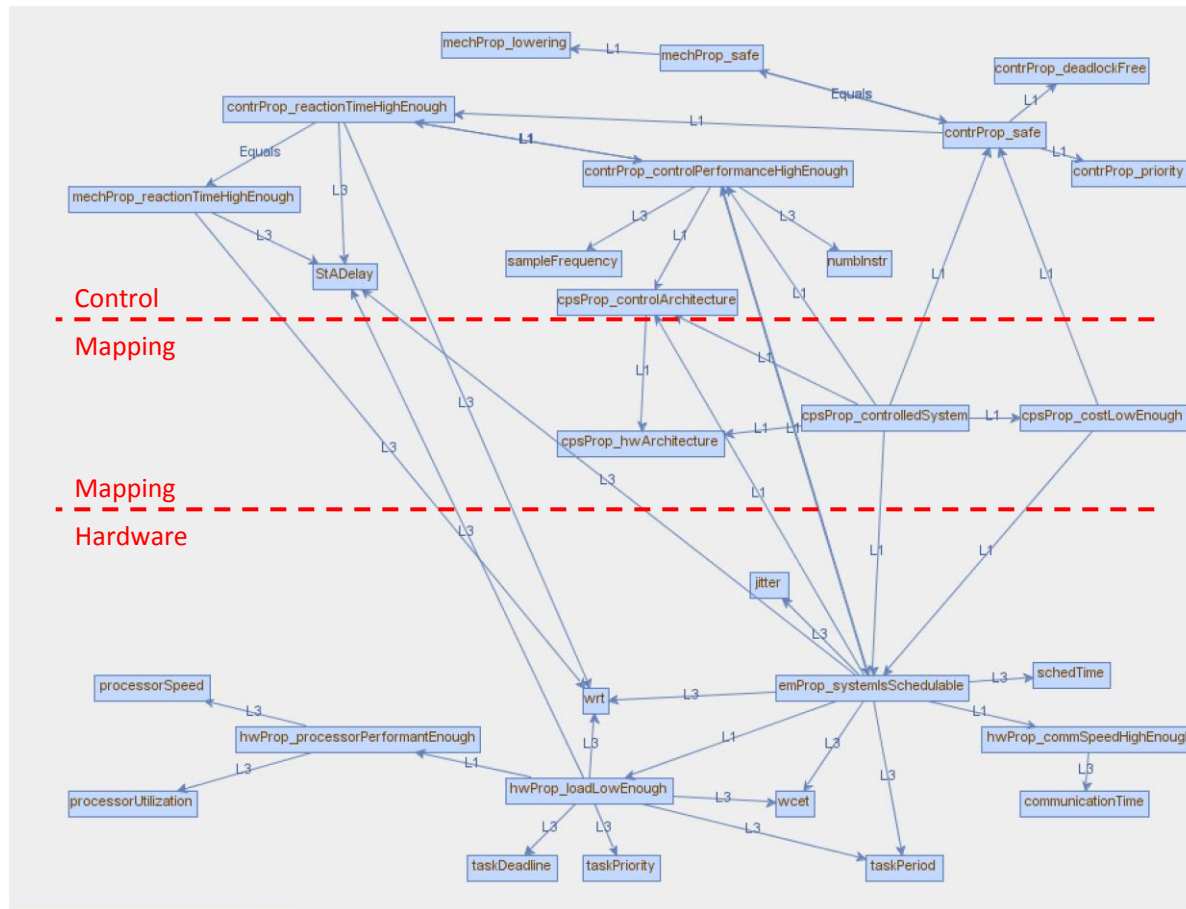 mechProp_lowering
L1
mechProp_safe
contrProp_deadlockFree
Equals
L1
contrProp_reactionTimeHighEnough
L1
contrProp_safe
L1
L1
contrProp_priority
Equals
contrProp_controlPerformanceHighEnough
mechProp_reactionTimeHighEnough
L3
L3
L3
L1
L3
sampleFrequency
numbInstr
StADelay
L1
L1
L1
cpsProp_controlArchitecture
Control
Mapping
L1
L1
cpsProp_controlledSystem
L1
cpsProp_costLowEnough
L3
L1
L1
cpsProp_hwArchitecture
L3
L3
L1
Mapping
Hardware
L3
L1
L1
jitter
L3
processorSpeed
emProp_systemIsSchedulable
L3
schedTime
wrt
L3
L3
L1
hwProp_processorPerformantEnough
L1
hwProp_commSpeedHighEnough
L3
L3
L3
L1
L3
L3
processorUtilization
hwProp_loadLowEnough
L3
wcet
communicationTime
L3
L3
L3
taskDeadline
taskPriority
taskPeriod